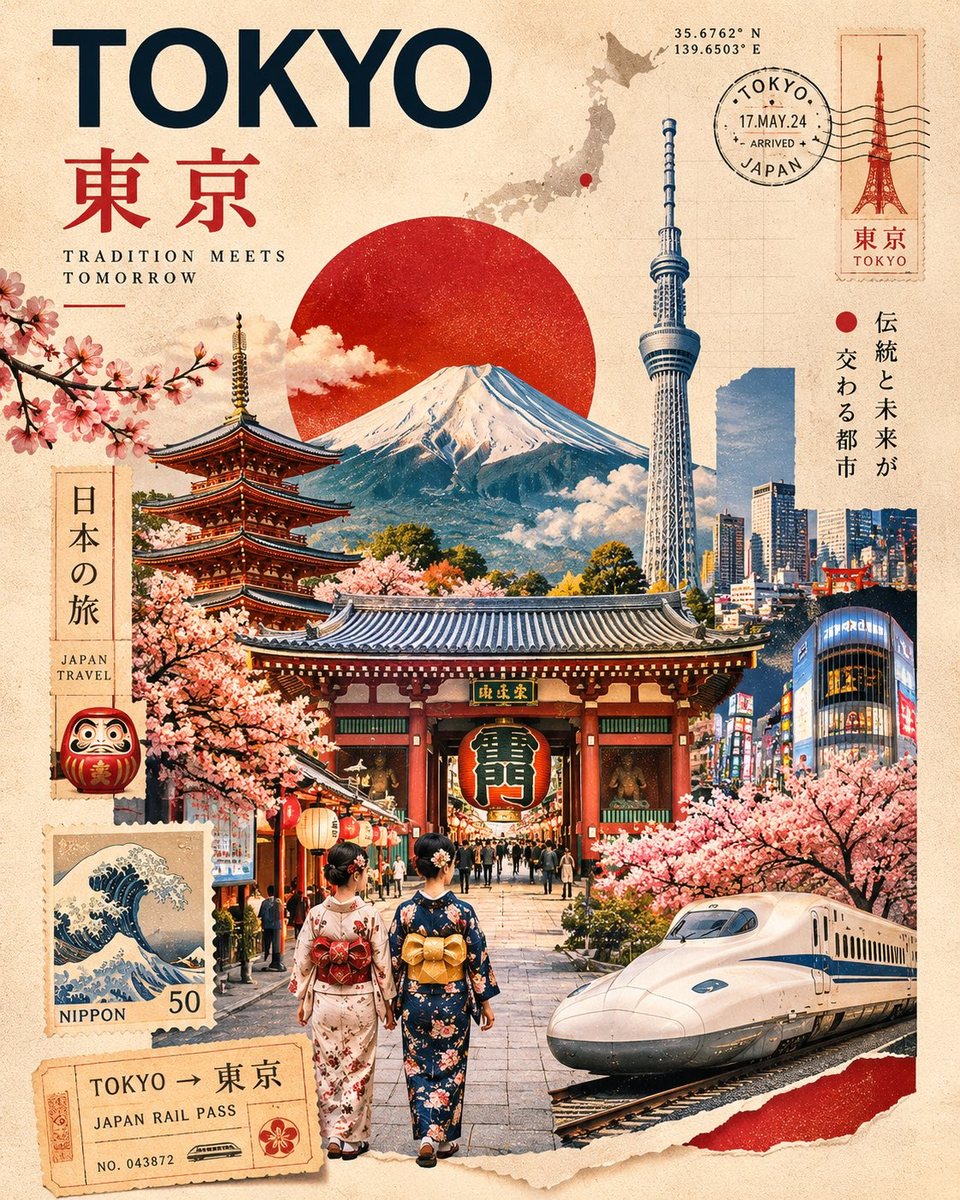 TOKYO
東京
TRADITION MEETS
TOMORROW
35.6762° N
139.6503° E
TOKYO
17.MAY.24
ARRIVED
JAPAN
東京
TOKYO
伝統と未来が
交わる都市
日本の旅
JAPAN
TRAVEL
雷門
NIPPON 50
TOKYO → 東京
JAPAN RAIL PASS
NO. 043872